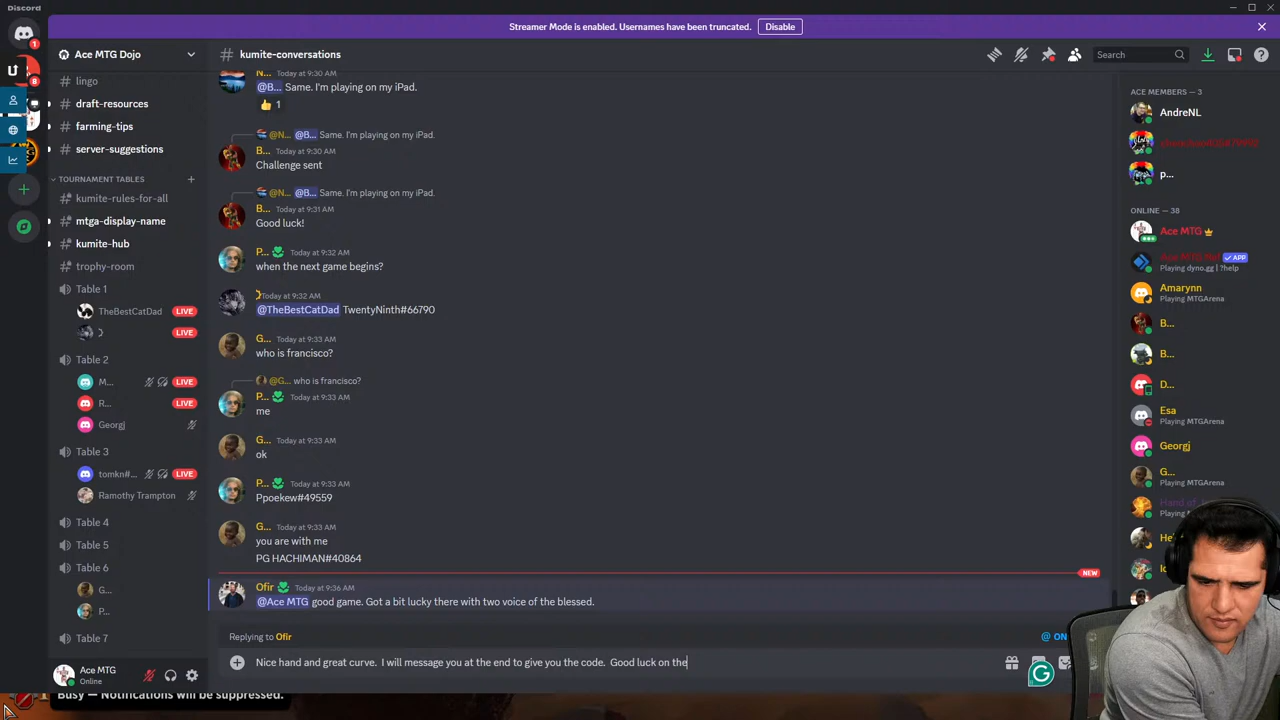 Discord
Streamer Mode is enabled. Usernames have been truncated. Disable
Ace MTG Dojo
# kumite-conversations
Search
1
8
lingo
draft-resources
farming-tips
server-suggestions
TOURNAMENT TABLES
kumite-rules-for-all
mtga-display-name
kumite-hub
trophy-room
Table 1
TheBestCatDad LIVE
LIVE
Table 2
M... LIVE
R... LIVE
Georgj
Table 3
tomkn#... LIVE
Ramothy Trampton
Table 4
Table 5
Table 6
G...
P...
Table 7
Ace MTG
Online
N... Today at 9:30 AM
@B... Same. I'm playing on my iPad.
👍 1
@N... @B... Same. I'm playing on my iPad.
B... Today at 9:30 AM
Challenge sent
@N... @B... Same. I'm playing on my iPad.
B... Today at 9:31 AM
Good luck!
P... Today at 9:32 AM
when the next game begins?
Today at 9:32 AM
@TheBestCatDad TwentyNinth#66790
G... Today at 9:33 AM
who is francisco?
@G... who is francisco?
P... Today at 9:33 AM
me
G... Today at 9:33 AM
ok
P... Today at 9:33 AM
Ppoekew#49559
G... Today at 9:33 AM
you are with me
PG HACHIMAN#40864
NEW
Ofir Today at 9:36 AM
@Ace MTG good game. Got a bit lucky there with two voice of the blessed.
Replying to Ofir
@ ON
Nice hand and great curve. I will message you at the end to give you the code. Good luck on the
ACE MEMBERS — 3
AndreNL
p...
ONLINE — 38
Ace MTG
Ace MTG
APP
Playing dyno.gg | ?help
Amarynn
Playing MTGArena
B...
B...
D...
Esa
Playing MTGArena
Georgj
G...
Playing MTGArena
Hand of
Playing
He
Busy — Notifications will be suppressed.